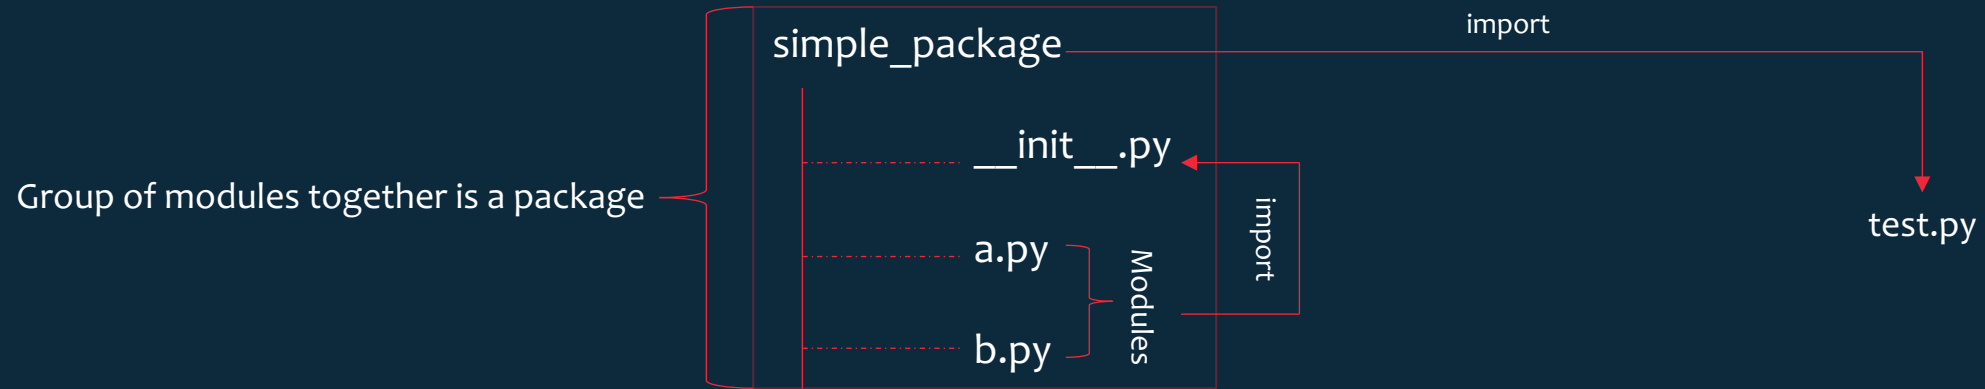 import
simple_package
__init__.py
Group of modules together is a package
import
test.py
a.py
Modules
b.py